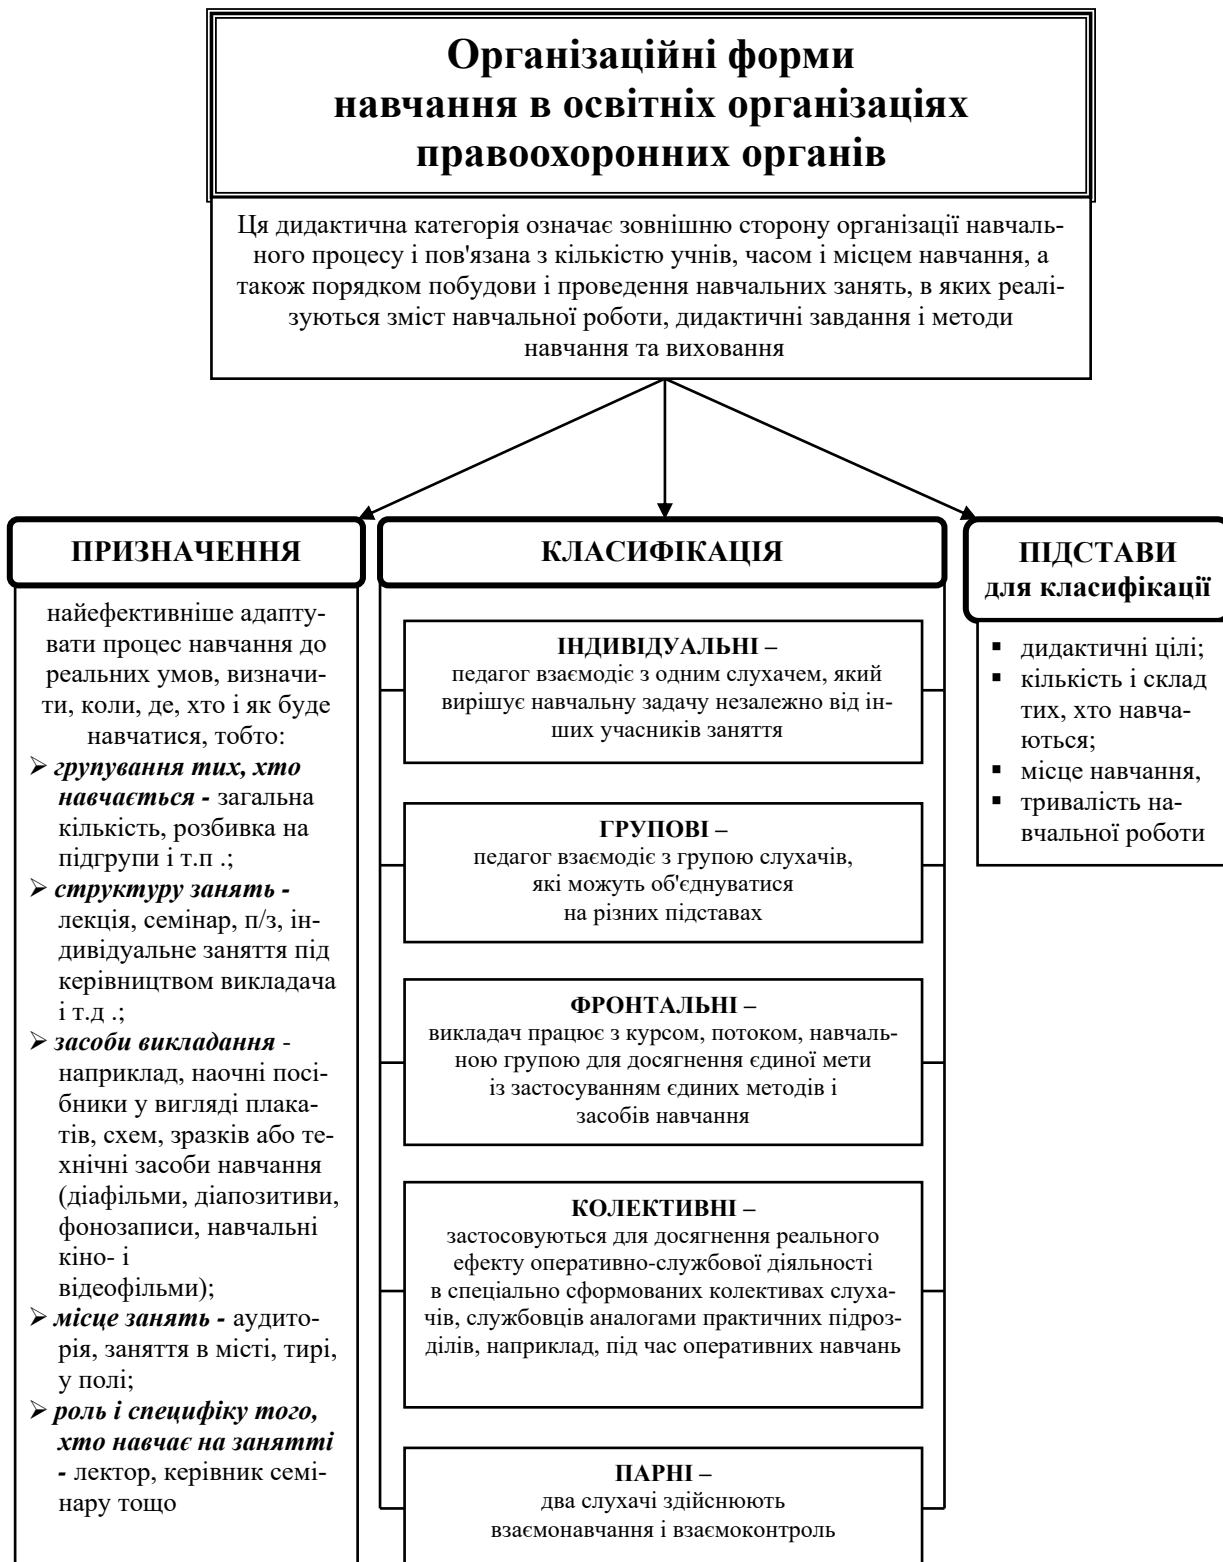 Організаційні форми
навчання в освітніх організаціях
правоохоронних органів
Ця дидактична категорія означає зовнішню сторону організації навчаль-
ного процесу і пов'язана з кількістю учнів, часом і місцем навчання, а
також порядком побудови і проведення навчальних занять, в яких реалі-
зуються зміст навчальної роботи, дидактичні завдання і методи
навчання та виховання
ПРИЗНАЧЕННЯ
найефективніше адапту-
вати процес навчання до
реальних умов, визначи-
ти, коли, де, хто і як буде
навчатися, тобто:
➢ групування тих, хто
навчається - загальна
кількість, розбивка на
підгрупи і т.п .;
➢ структуру занять -
лекція, семінар, п/з, ін-
дивідуальне заняття під
керівництвом викладача
і т.д .;
➢ засоби викладання -
наприклад, наочні посі-
бники у вигляді плака-
тів, схем, зразків або те-
хнічні засоби навчання
(діафільми, діапозитиви,
фонозаписи, навчальні
кіно- і
відеофільми);
➢ місце занять - аудито-
рія, заняття в місті, тирі,
у полі;
➢ роль і специфіку того,
хто навчає на занятті
- лектор, керівник семі-
нару тощо
КЛАСИФІКАЦІЯ
ІНДИВІДУАЛЬНІ –
педагог взаємодіє з одним слухачем, який
вирішує навчальну задачу незалежно від ін-
ших учасників заняття
ГРУПОВІ –
педагог взаємодіє з групою слухачів,
які можуть об'єднуватися
на різних підставах
ФРОНТАЛЬНІ –
викладач працює з курсом, потоком, навчаль-
ною групою для досягнення єдиної мети
із застосуванням єдиних методів і
засобів навчання
КОЛЕКТИВНІ –
застосовуються для досягнення реального
ефекту оперативно-службової діяльності
в спеціально сформованих колективах слуха-
чів, службовців аналогами практичних підроз-
ділів, наприклад, під час оперативних навчань
ПАРНІ –
два слухачі здійснюють
взаємонавчання і взаємоконтроль
ПІДСТАВИ
для класифікації
▪ дидактичні цілі;
▪ кількість і склад
тих, хто навча-
ються;
▪ місце навчання,
▪ тривалість на-
вчальної роботи